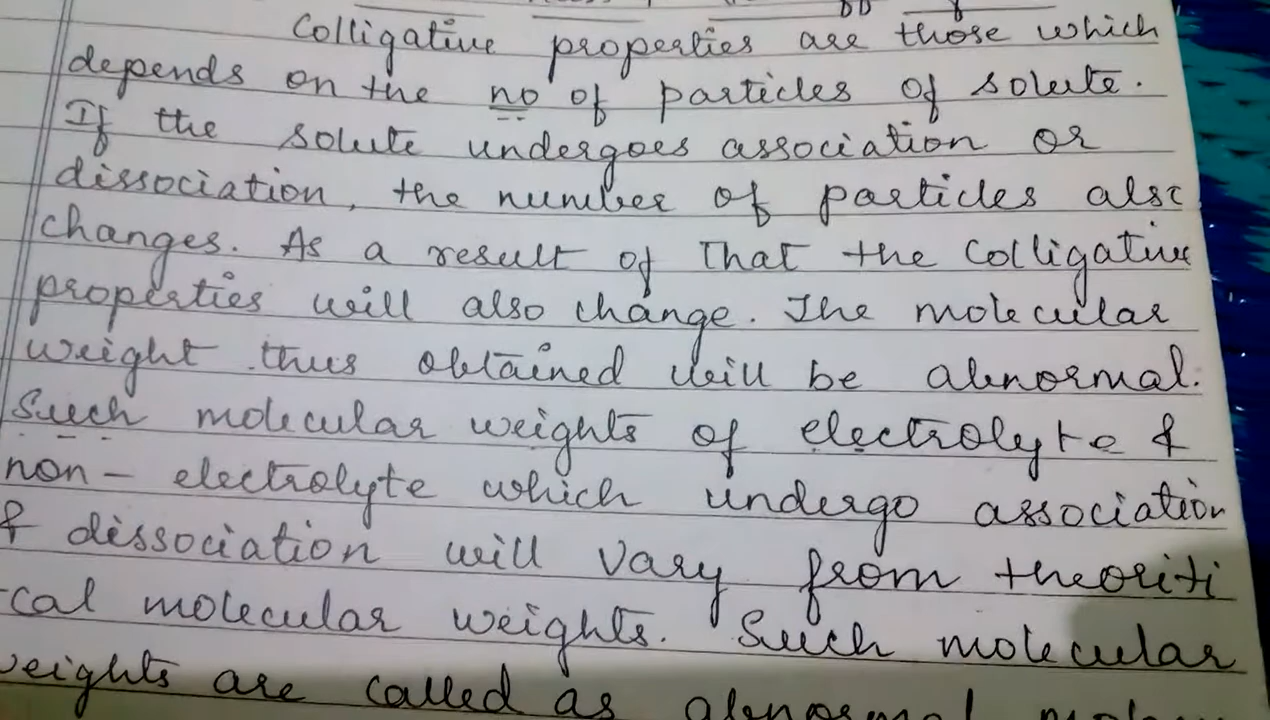 Colligative properties are those which
depends on the no of particles of solute.
If the solute undergoes association or
dissociation, the number of particles also
changes. As a result of That the Colligative
properties will also change. The molecular
weight thus obtained will be abnormal.
Such molecular weights of electrolyte &
non - electrolyte which undergo association
& dissociation will vary from theoriti
-cal molecular weights. Such molecular
weights are called as abnormal